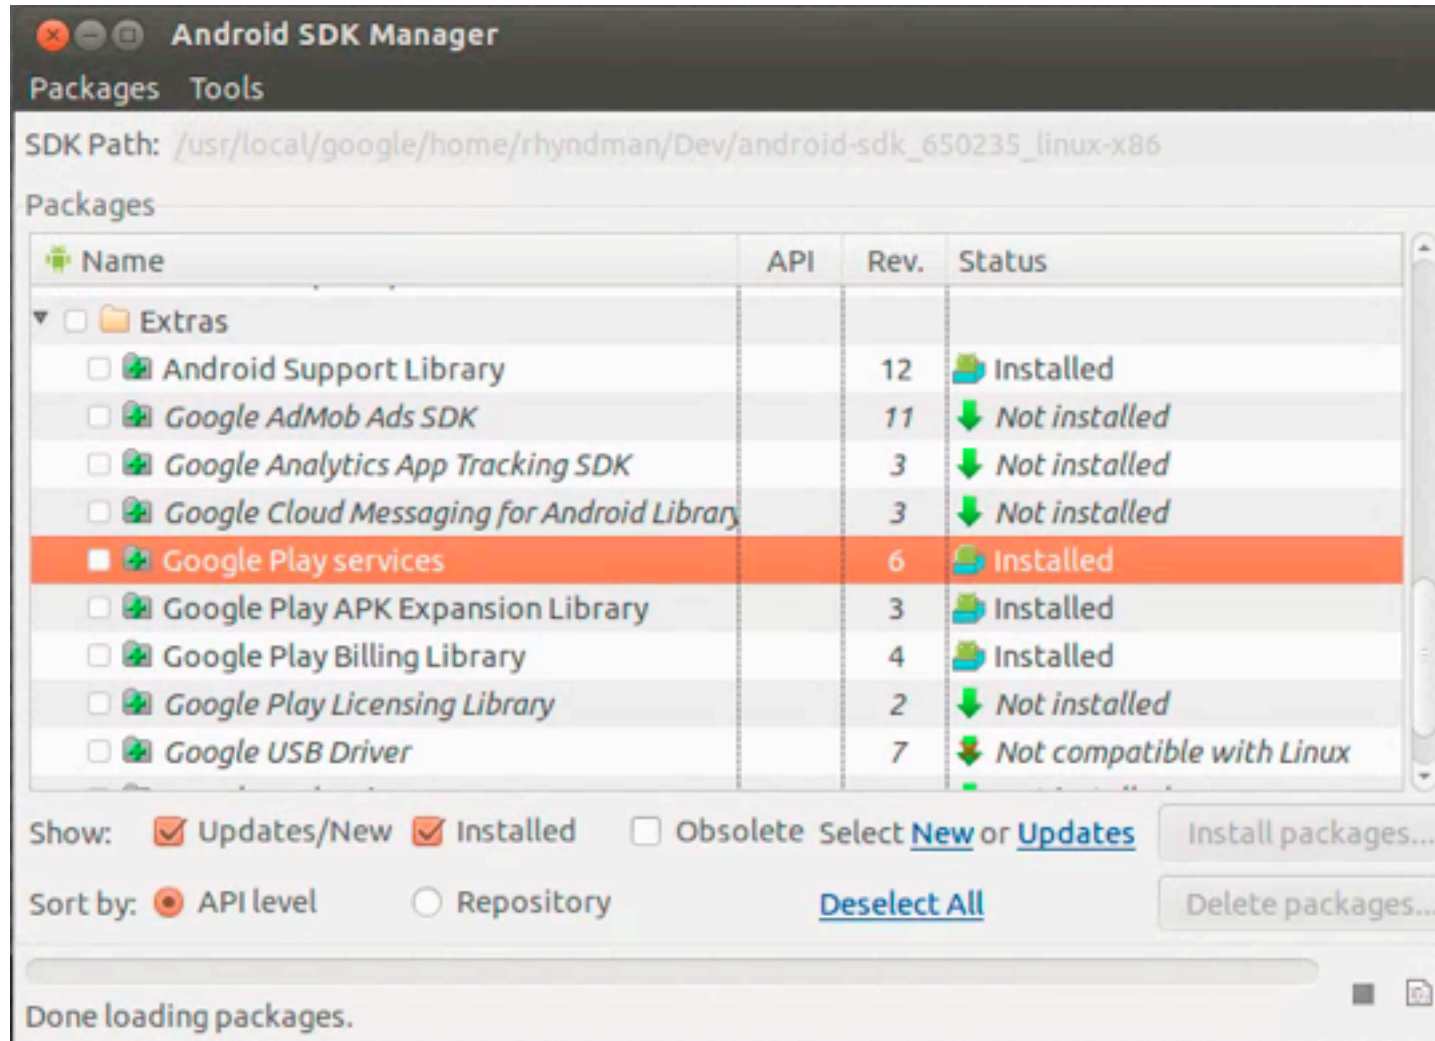 Android SDK Manager
Packages Tools
SDK Path: /usr/local/google/home/rhyndman/Dev/android-sdk_650235_linux-x86
Packages
Name API Rev. Status
Extras
Android Support Library 12 Installed
Google AdMob Ads SDK 11 Not installed
Google Analytics App Tracking SDK 3 Not installed
Google Cloud Messaging for Android Library 3 Not installed
Google Play services 6 Installed
Google Play APK Expansion Library 3 Installed
Google Play Billing Library 4 Installed
Google Play Licensing Library 2 Not installed
Google USB Driver 7 Not compatible with Linux
Show: Updates/New Installed Obsolete Select New or Updates Install packages...
Sort by: API level Repository Deselect All Delete packages...
Done loading packages.